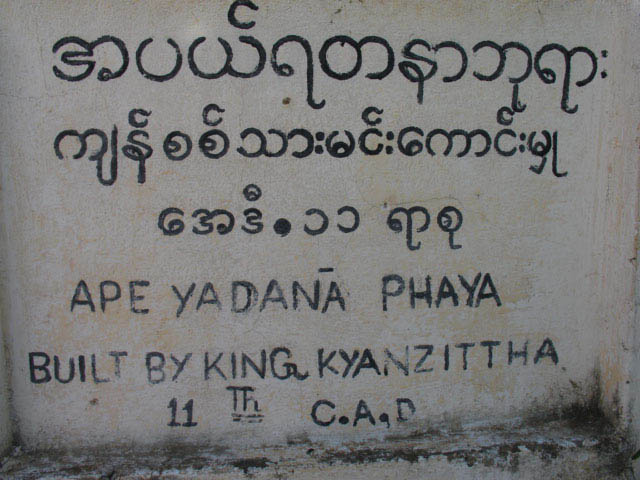 အပယ်ရတနာဘုရား
ကျန်စစ်သားမင်းကောင်းမှု
အေဒီ.၁၁ ရာစု
APE YADANĀ PHAYA
BUILT BY KING KYANZITTHA
11 Th C.A,D